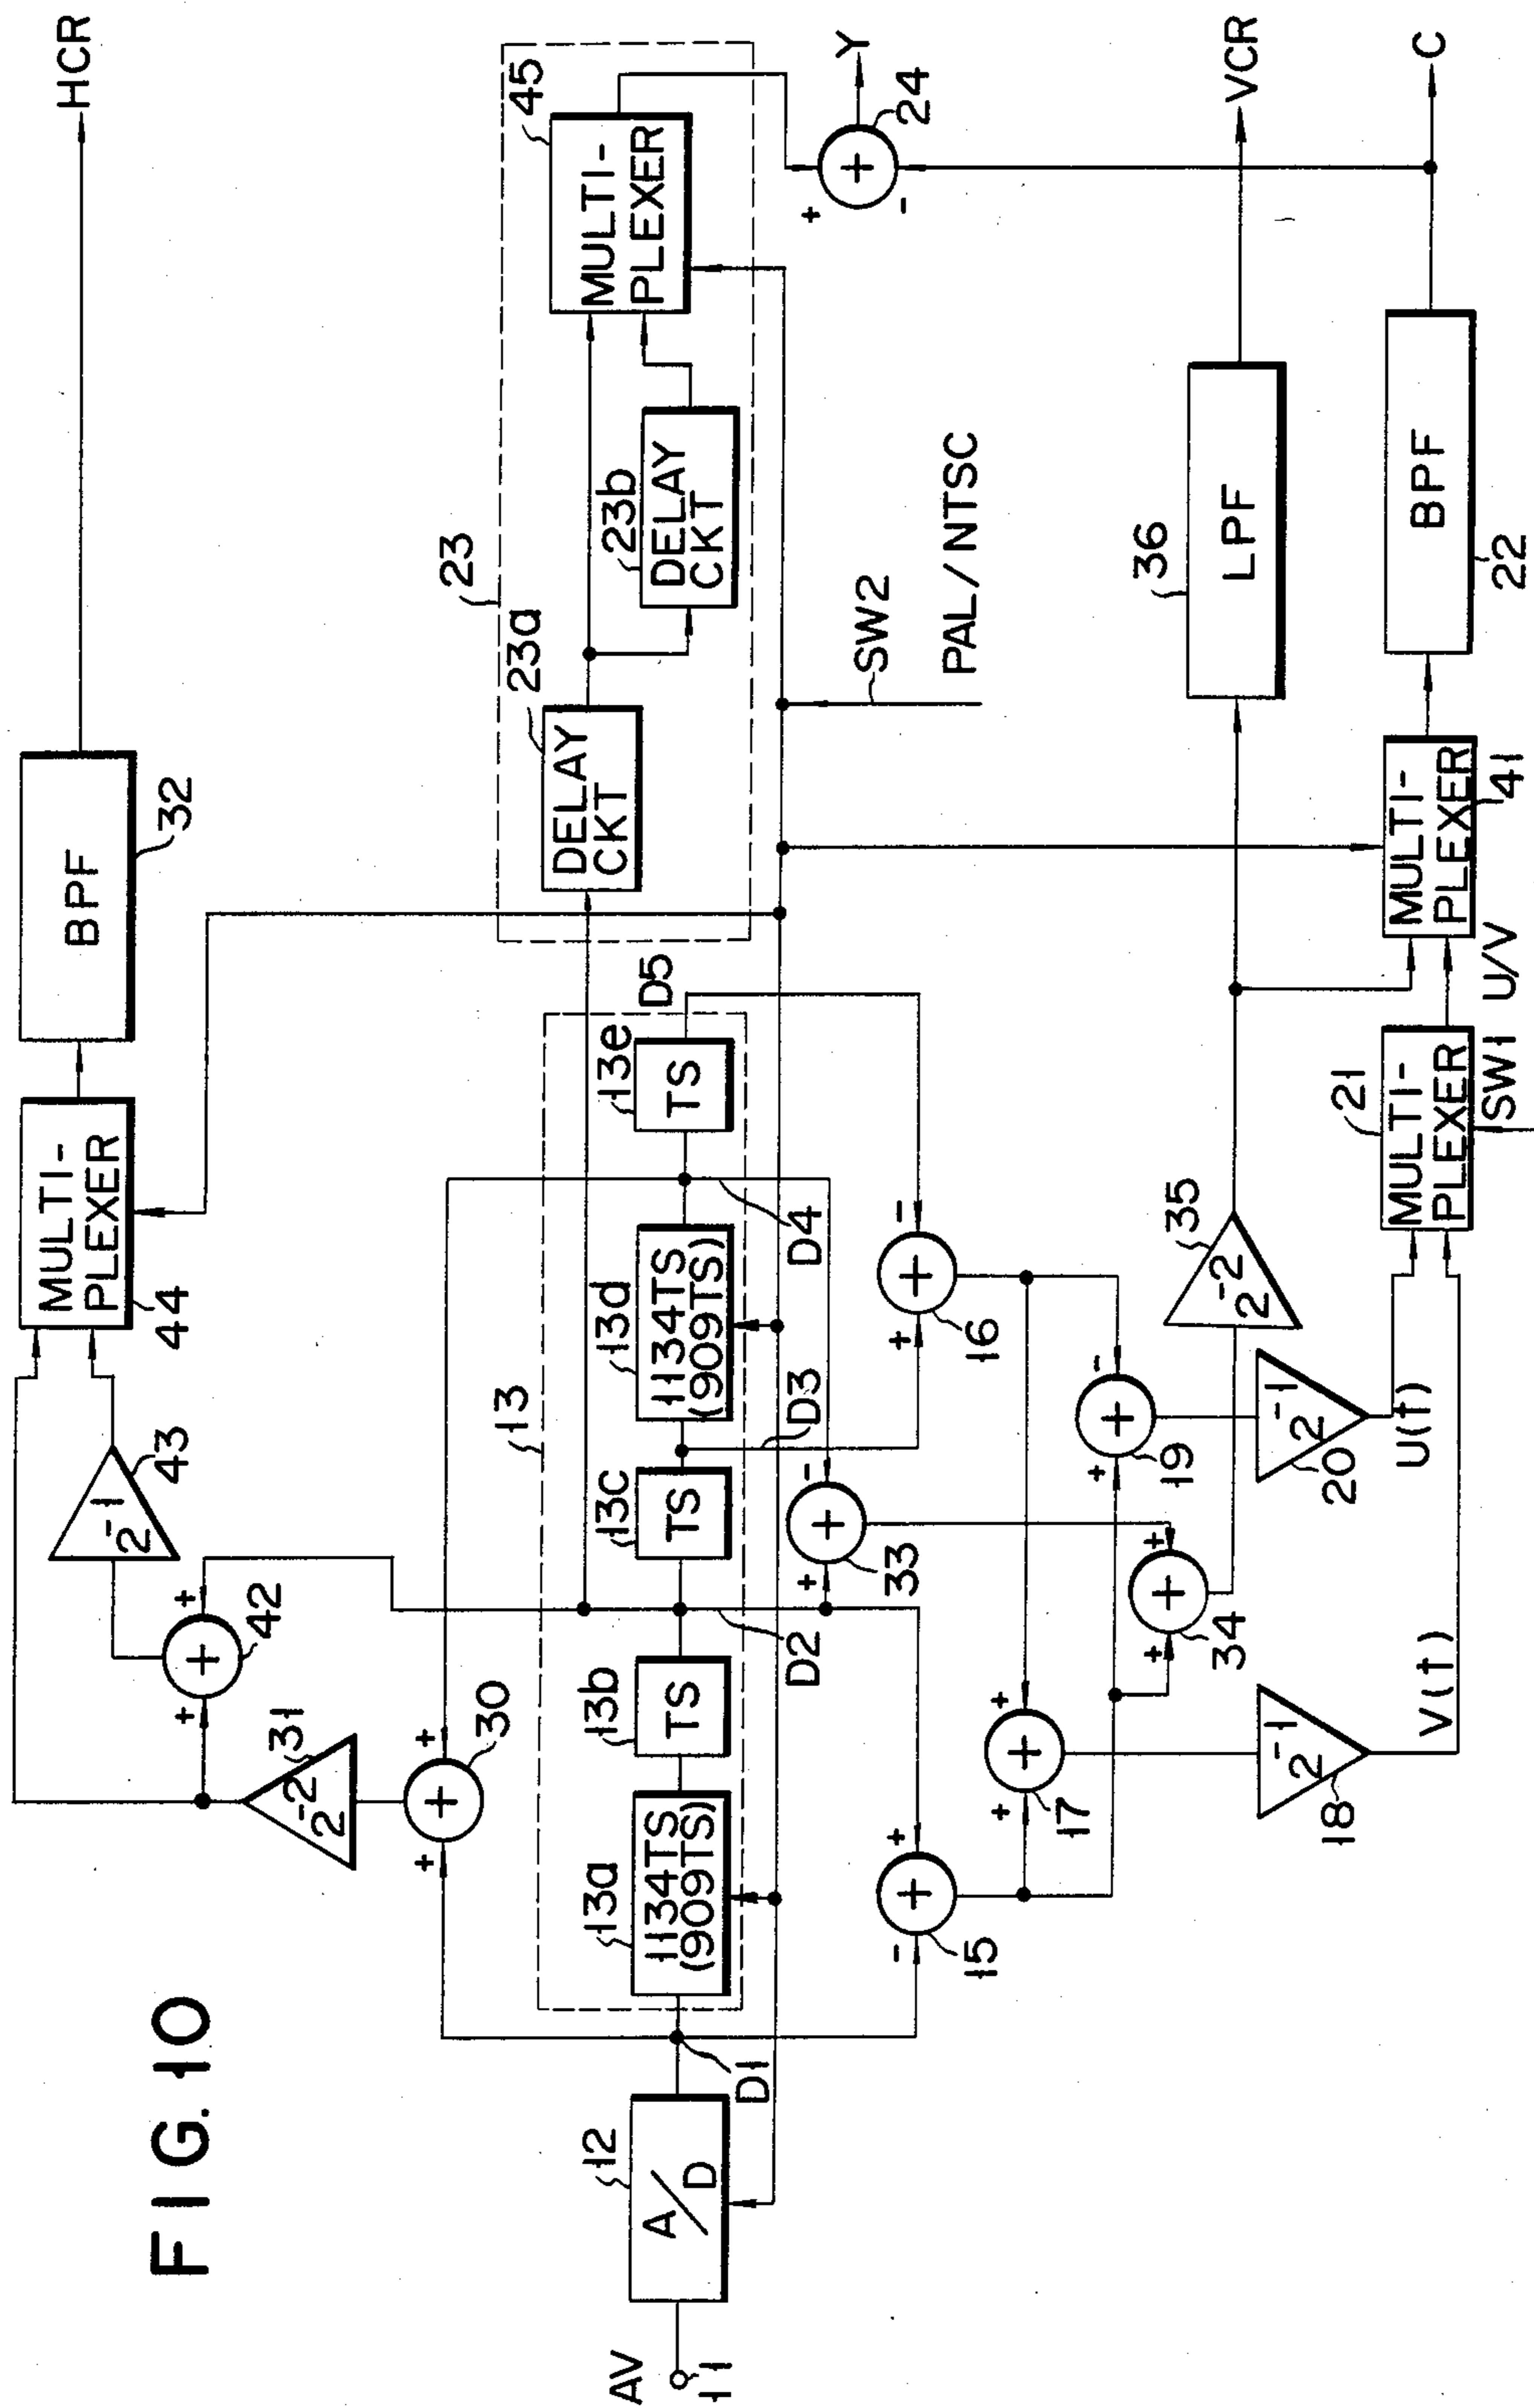 FIG. 10
AV
11
12
A/D
D1
13
13a
1134TS
(909TS)
13b
TS
D2
13c
TS
D3
13d
1134TS
(909TS)
D4
13e
TS
D5
30
+
+
+
31
2^-2
42
+
+
+
43
2^-1
44
MULTI-
PLEXER
32
BPF
HCR
23
23a
DELAY
CKT
23b
DELAY
CKT
45
MULTI-
PLEXER
24
+
+
-
Y
SW2
PAL/NTSC
15
+
-
+
16
+
+
-
33
+
+
-
17
+
+
+
19
+
+
-
34
+
+
+
18
2^-1
V(t)
20
2^-1
U(t)
35
2^-2
21
MULTI-
PLEXER
SW1 U/V
41
MULTI-
PLEXER
36
LPF
VCR
22
BPF
C